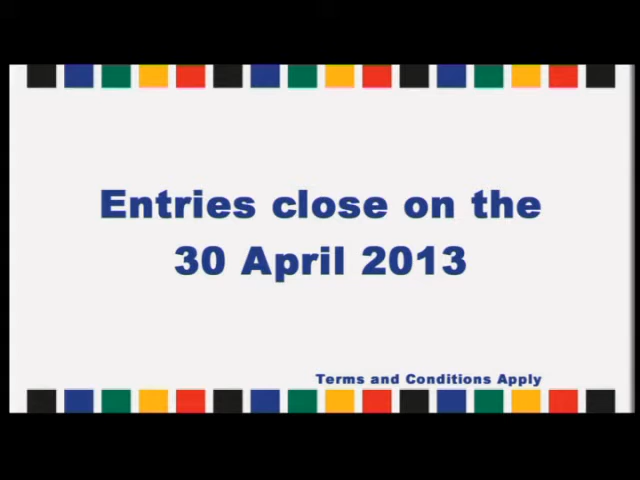 Entries close on the
30 April 2013
Terms and Conditions Apply